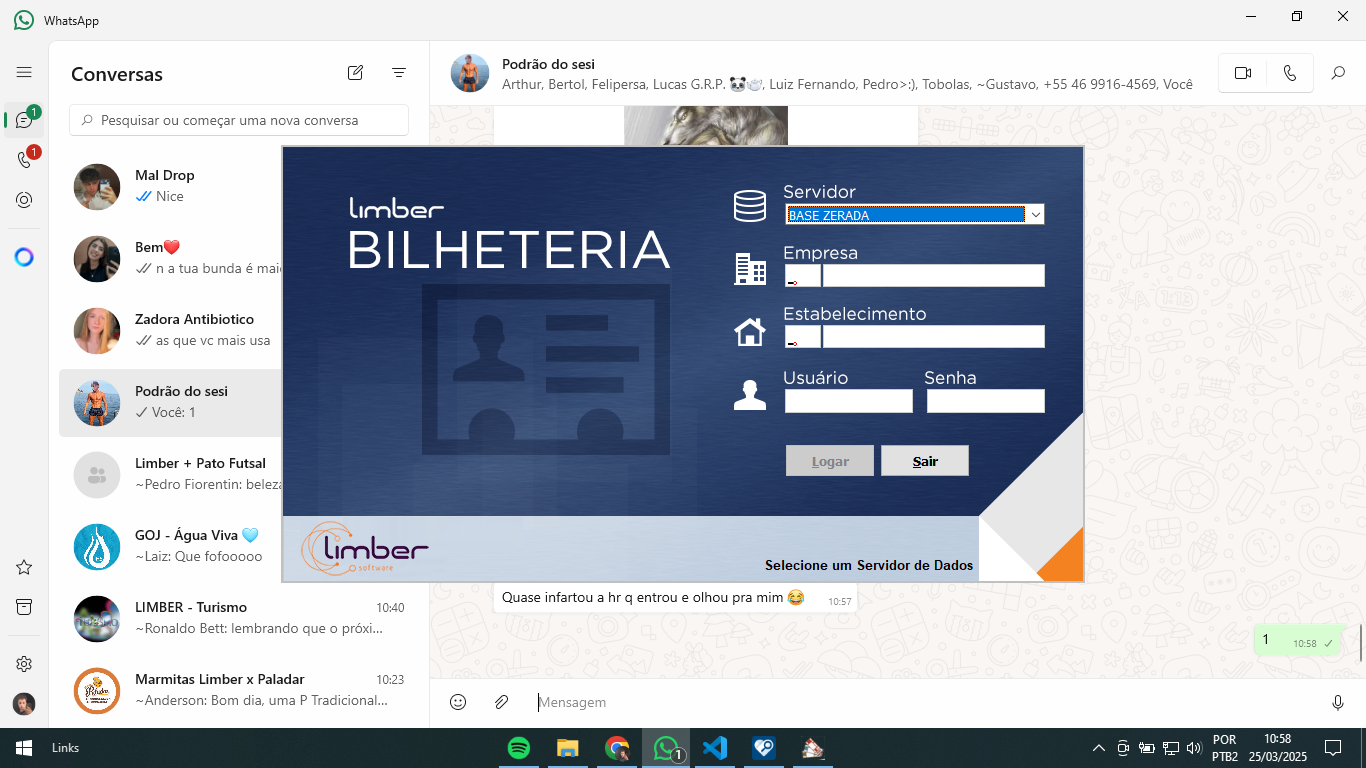 WhatsApp
Conversas
Pesquisar ou começar uma nova conversa
1
1
Mal Drop
Nice
Bem❤️
n a tua bunda é maio
Zadora Antibiotico
as que vc mais usa
Podrão do sesi
Você: 1
Limber + Pato Futsal
~Pedro Fiorentin: beleza
GOJ - Água Viva 🩵
~Laiz: Que fofooooo
LIMBER - Turismo
10:40
~Ronaldo Bett: lembrando que o próxi...
Marmitas Limber x Paladar
10:23
~Anderson: Bom dia, uma P Tradicional...
Podrão do sesi
Arthur, Bertol, Felipersa, Lucas G.R.P. 🐼🍚, Luiz Fernando, Pedro>:), Tobolas, ~Gustavo, +55 46 9916-4569, Você
limber
BILHETERIA
Servidor
BASE ZERADA
Empresa
Estabelecimento
Usuário
Senha
Logar
Sair
limber
software
Selecione um Servidor de Dados
Quase infartou a hr q entrou e olhou pra mim 😂
10:57
1
10:58
Mensagem
Links
1
POR
PTB2
10:58
25/03/2025